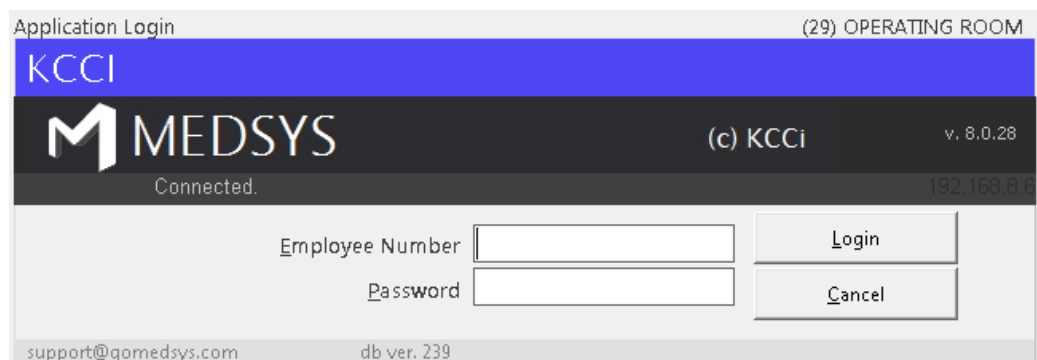 Application Login (29) OPERATING ROOM
KCCI
MEDSYS (c) KCCi v. 8.0.28
Connected. 192.168.8.6
Employee Number Login
Password Cancel
support@gomedsys.com db ver. 239